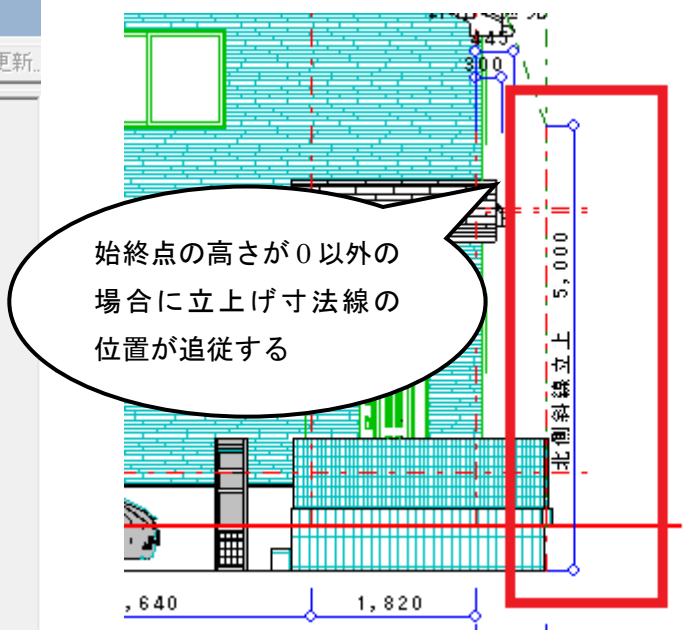 更新..
445
300
始終点の高さが0以外の
場合に立上げ寸法線の
位置が追従する
北側斜線立上 5,000
,640
1,820